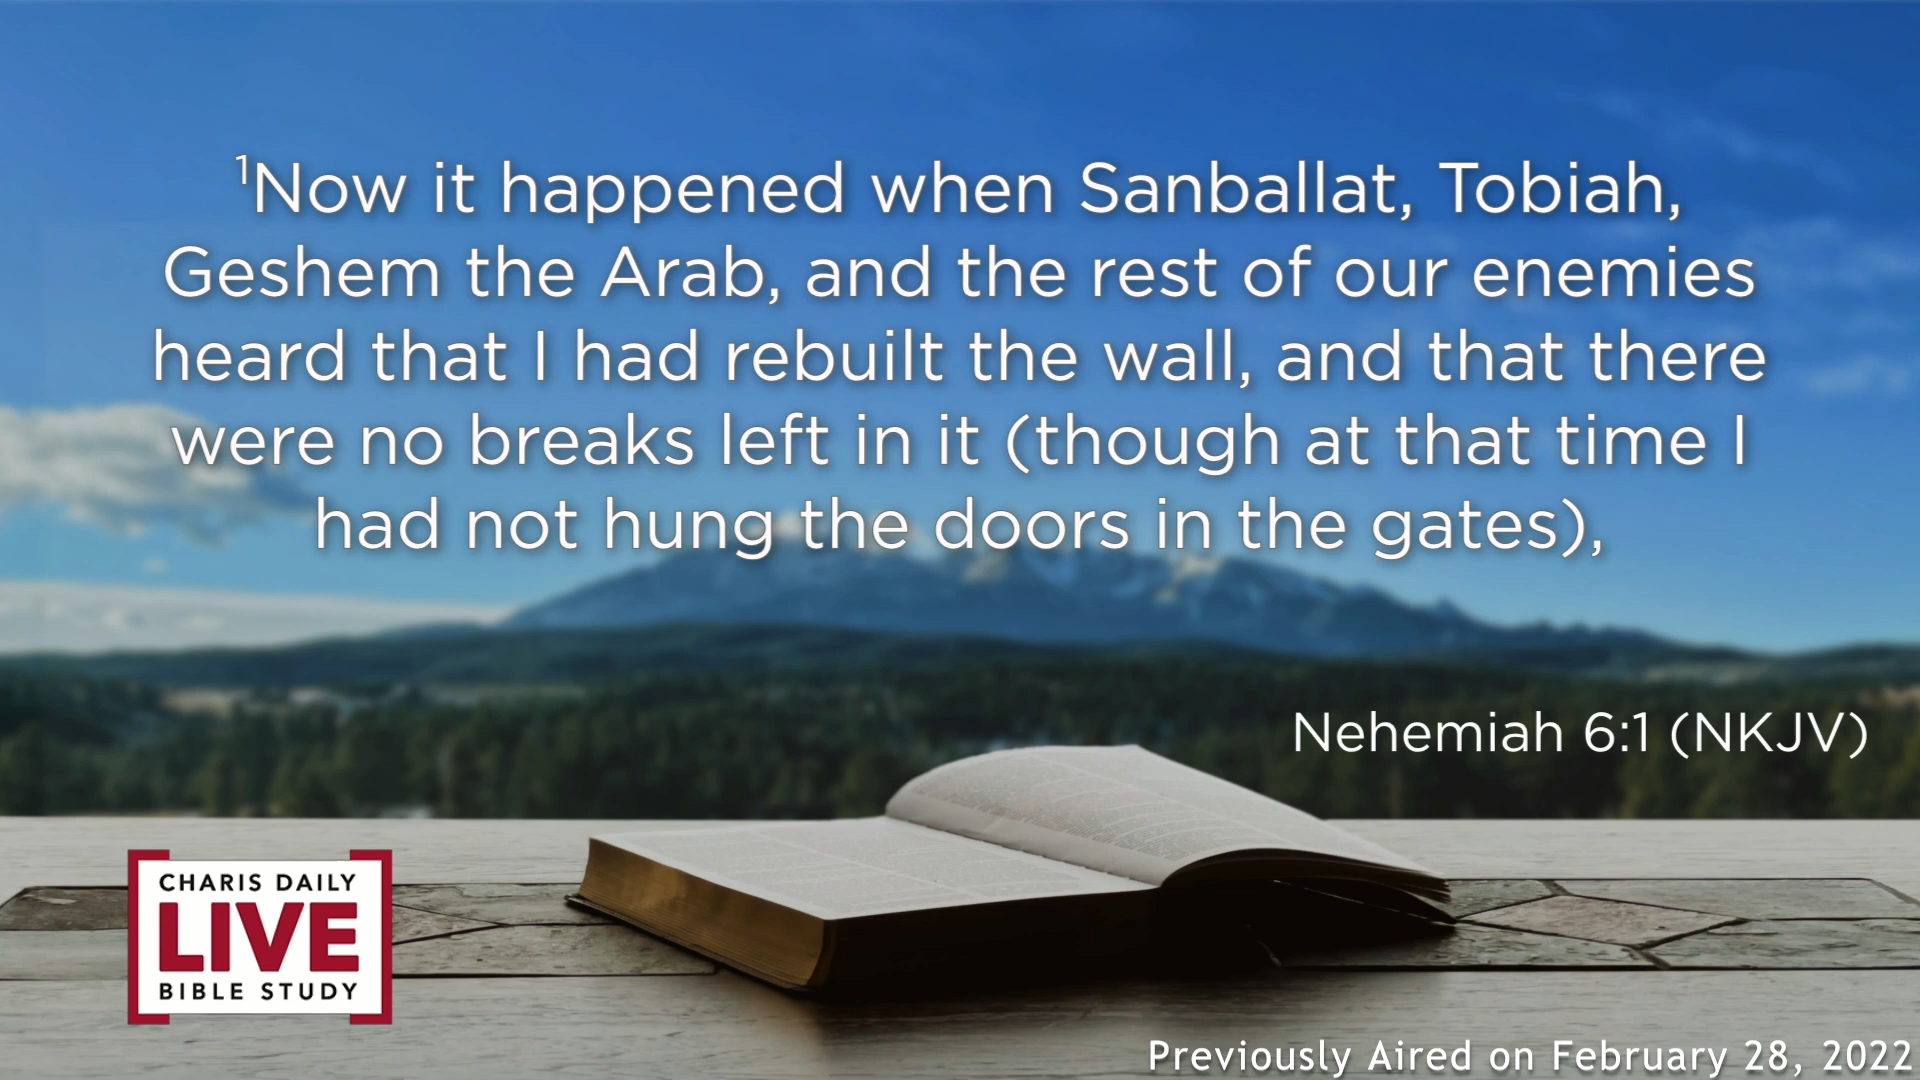 ¹Now it happened when Sanballat, Tobiah,
Geshem the Arab, and the rest of our enemies
heard that I had rebuilt the wall, and that there
were no breaks left in it (though at that time I
had not hung the doors in the gates),
Nehemiah 6:1 (NKJV)
CHARIS DAILY
LIVE
BIBLE STUDY
Previously Aired on February 28, 2022